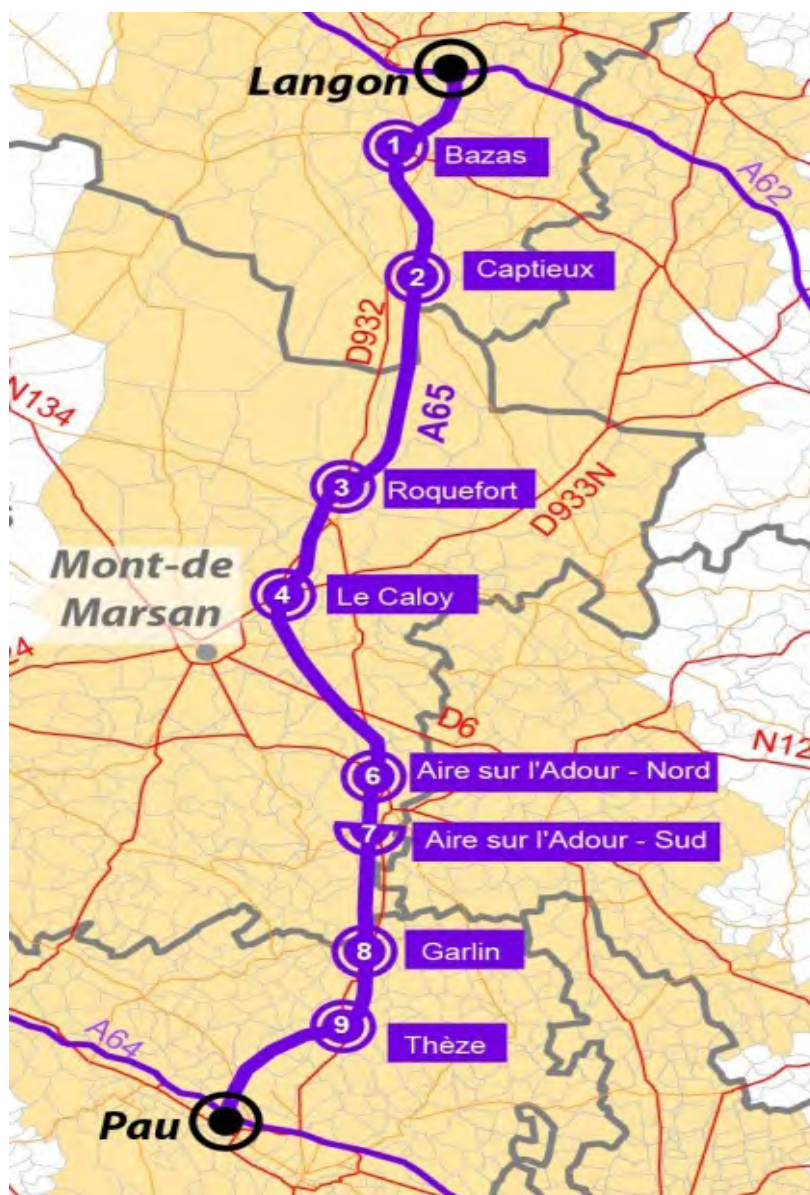 Langon
1
Bazas
A62
2
Captieux
D932
N134
A65
3
Roquefort
D933N
Mont-de
Marsan
4
Le Caloy
D6
N12
6
Aire sur l'Adour - Nord
7
Aire sur l'Adour - Sud
8
Garlin
9
Thèze
A64
Pau